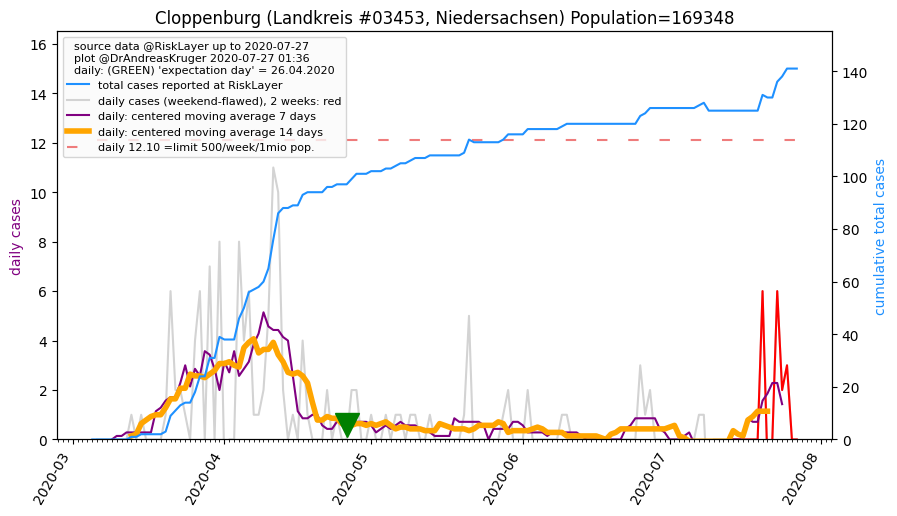 Cloppenburg (Landkreis #03453, Niedersachsen) Population=169348
source data @RiskLayer up to 2020-07-27
plot @DrAndreasKruger 2020-07-27 01:36
daily: (GREEN) 'expectation day' = 26.04.2020
total cases reported at RiskLayer
daily cases (weekend-flawed), 2 weeks: red
daily: centered moving average 7 days
daily: centered moving average 14 days
daily 12.10 =limit 500/week/1mio pop.
daily cases
16
14
12
10
8
6
4
2
0
cumulative total cases
140
120
100
80
60
40
20
0
2020-03
2020-04
2020-05
2020-06
2020-07
2020-08